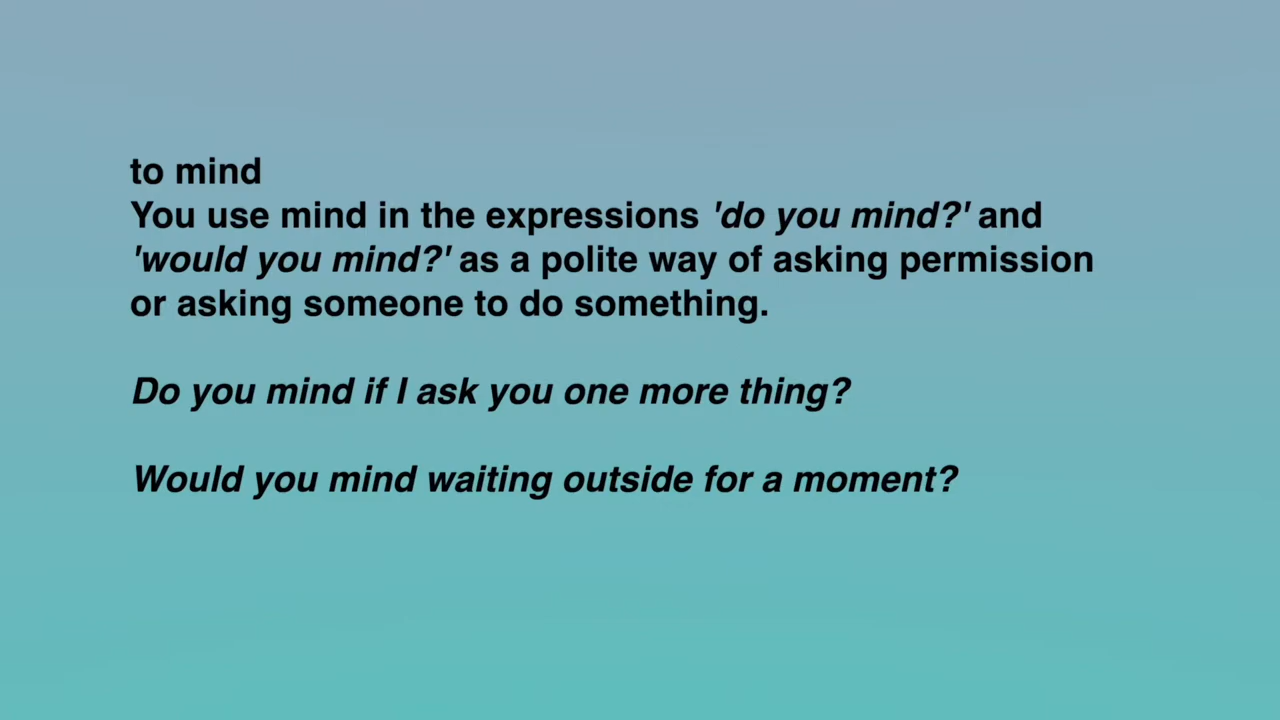 to mind
You use mind in the expressions 'do you mind?' and
'would you mind?' as a polite way of asking permission
or asking someone to do something.
Do you mind if I ask you one more thing?
Would you mind waiting outside for a moment?